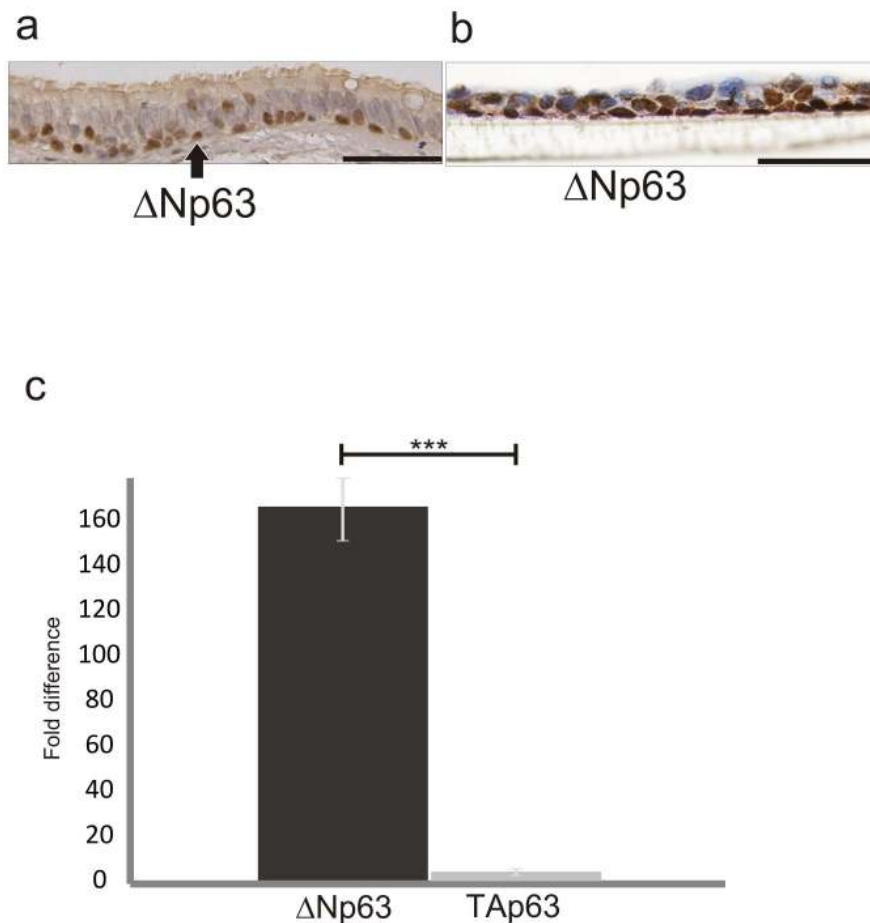 a
b
ΔNp63
ΔNp63
c
***
Fold difference
160
140
120
100
80
60
40
20
0
ΔNp63 TAp63